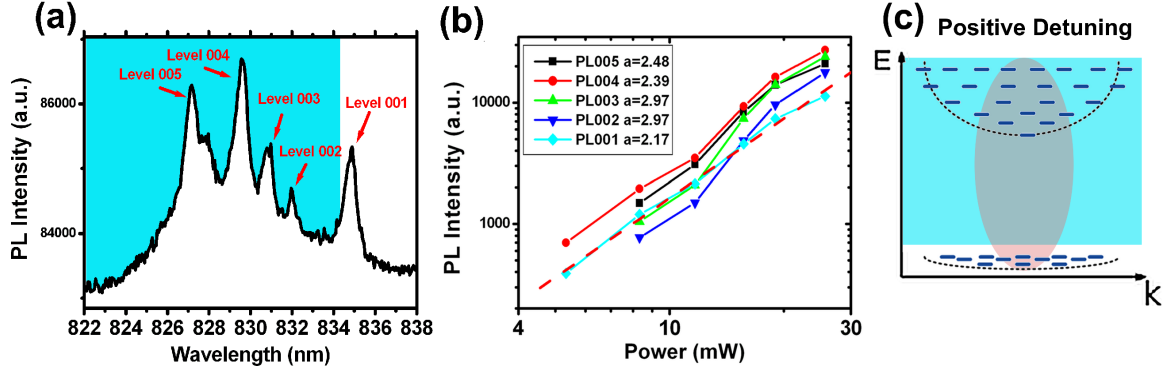 (a)
Level 004
Level 005
Level 003
Level 001
Level 002
86000
84000
PL Intensity (a.u.)
822 824 826 828 830 832 834 836 838
Wavelength (nm)
(b)
PL005 a=2.48
PL004 a=2.39
PL003 a=2.97
PL002 a=2.97
PL001 a=2.17
10000
1000
PL Intensity (a.u.)
4 10 30
Power (mW)
(c)
Positive Detuning
E
k